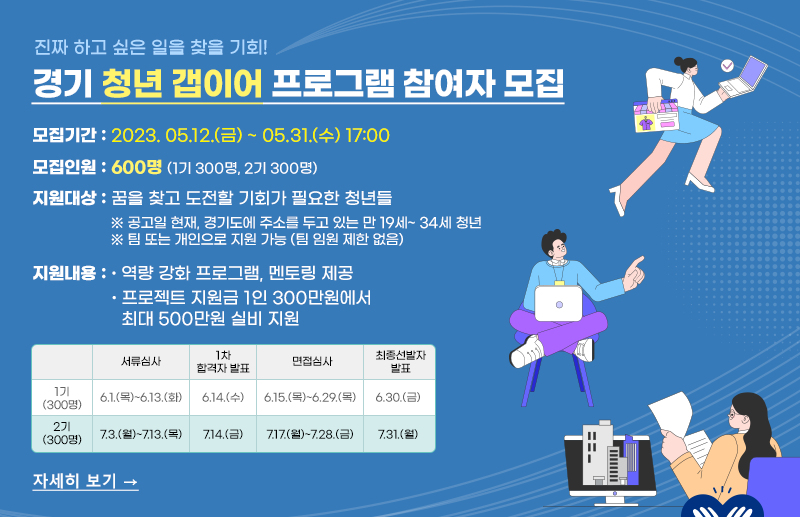 진짜 하고 싶은 일을 찾을 기회!
경기 청년 갭이어 프로그램 참여자 모집
모집기간 : 2023. 05.12.(금) ~ 05.31.(수) 17:00
모집인원 : 600명 (1기 300명, 2기 300명)
지원대상 : 꿈을 찾고 도전할 기회가 필요한 청년들
※ 공고일 현재, 경기도에 주소를 두고 있는 만 19세~ 34세 청년
※ 팀 또는 개인으로 지원 가능 (팀 임원 제한 없음)
지원내용 : · 역량 강화 프로그램, 멘토링 제공
· 프로젝트 지원금 1인 300만원에서
최대 500만원 실비 지원
서류심사 1차 합격자 발표 면접심사 최종선발자 발표
1기 (300명) 6.1.(목)~6.13.(화) 6.14.(수) 6.15.(목)~6.29.(목) 6.30.(금)
2기 (300명) 7.3.(월)~7.13.(목) 7.14.(금) 7.17.(월)~7.28.(금) 7.31.(월)
자세히 보기 →